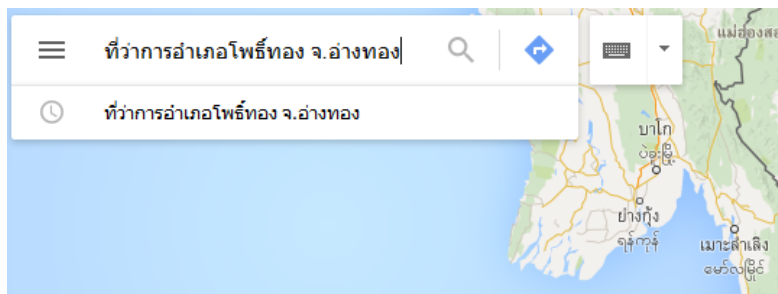 ที่ว่าการอำเภอโพธิ์ทอง จ.อ่างทอง
ที่ว่าการอำเภอโพธิ์ทอง จ.อ่างทอง
แม่ฮ่องสอ
บาโก
ပဲခူးမြို့
ย่างกุ้ง
ရန်ကုန်
เมาะลำเลิง
မော်လမြိုင်